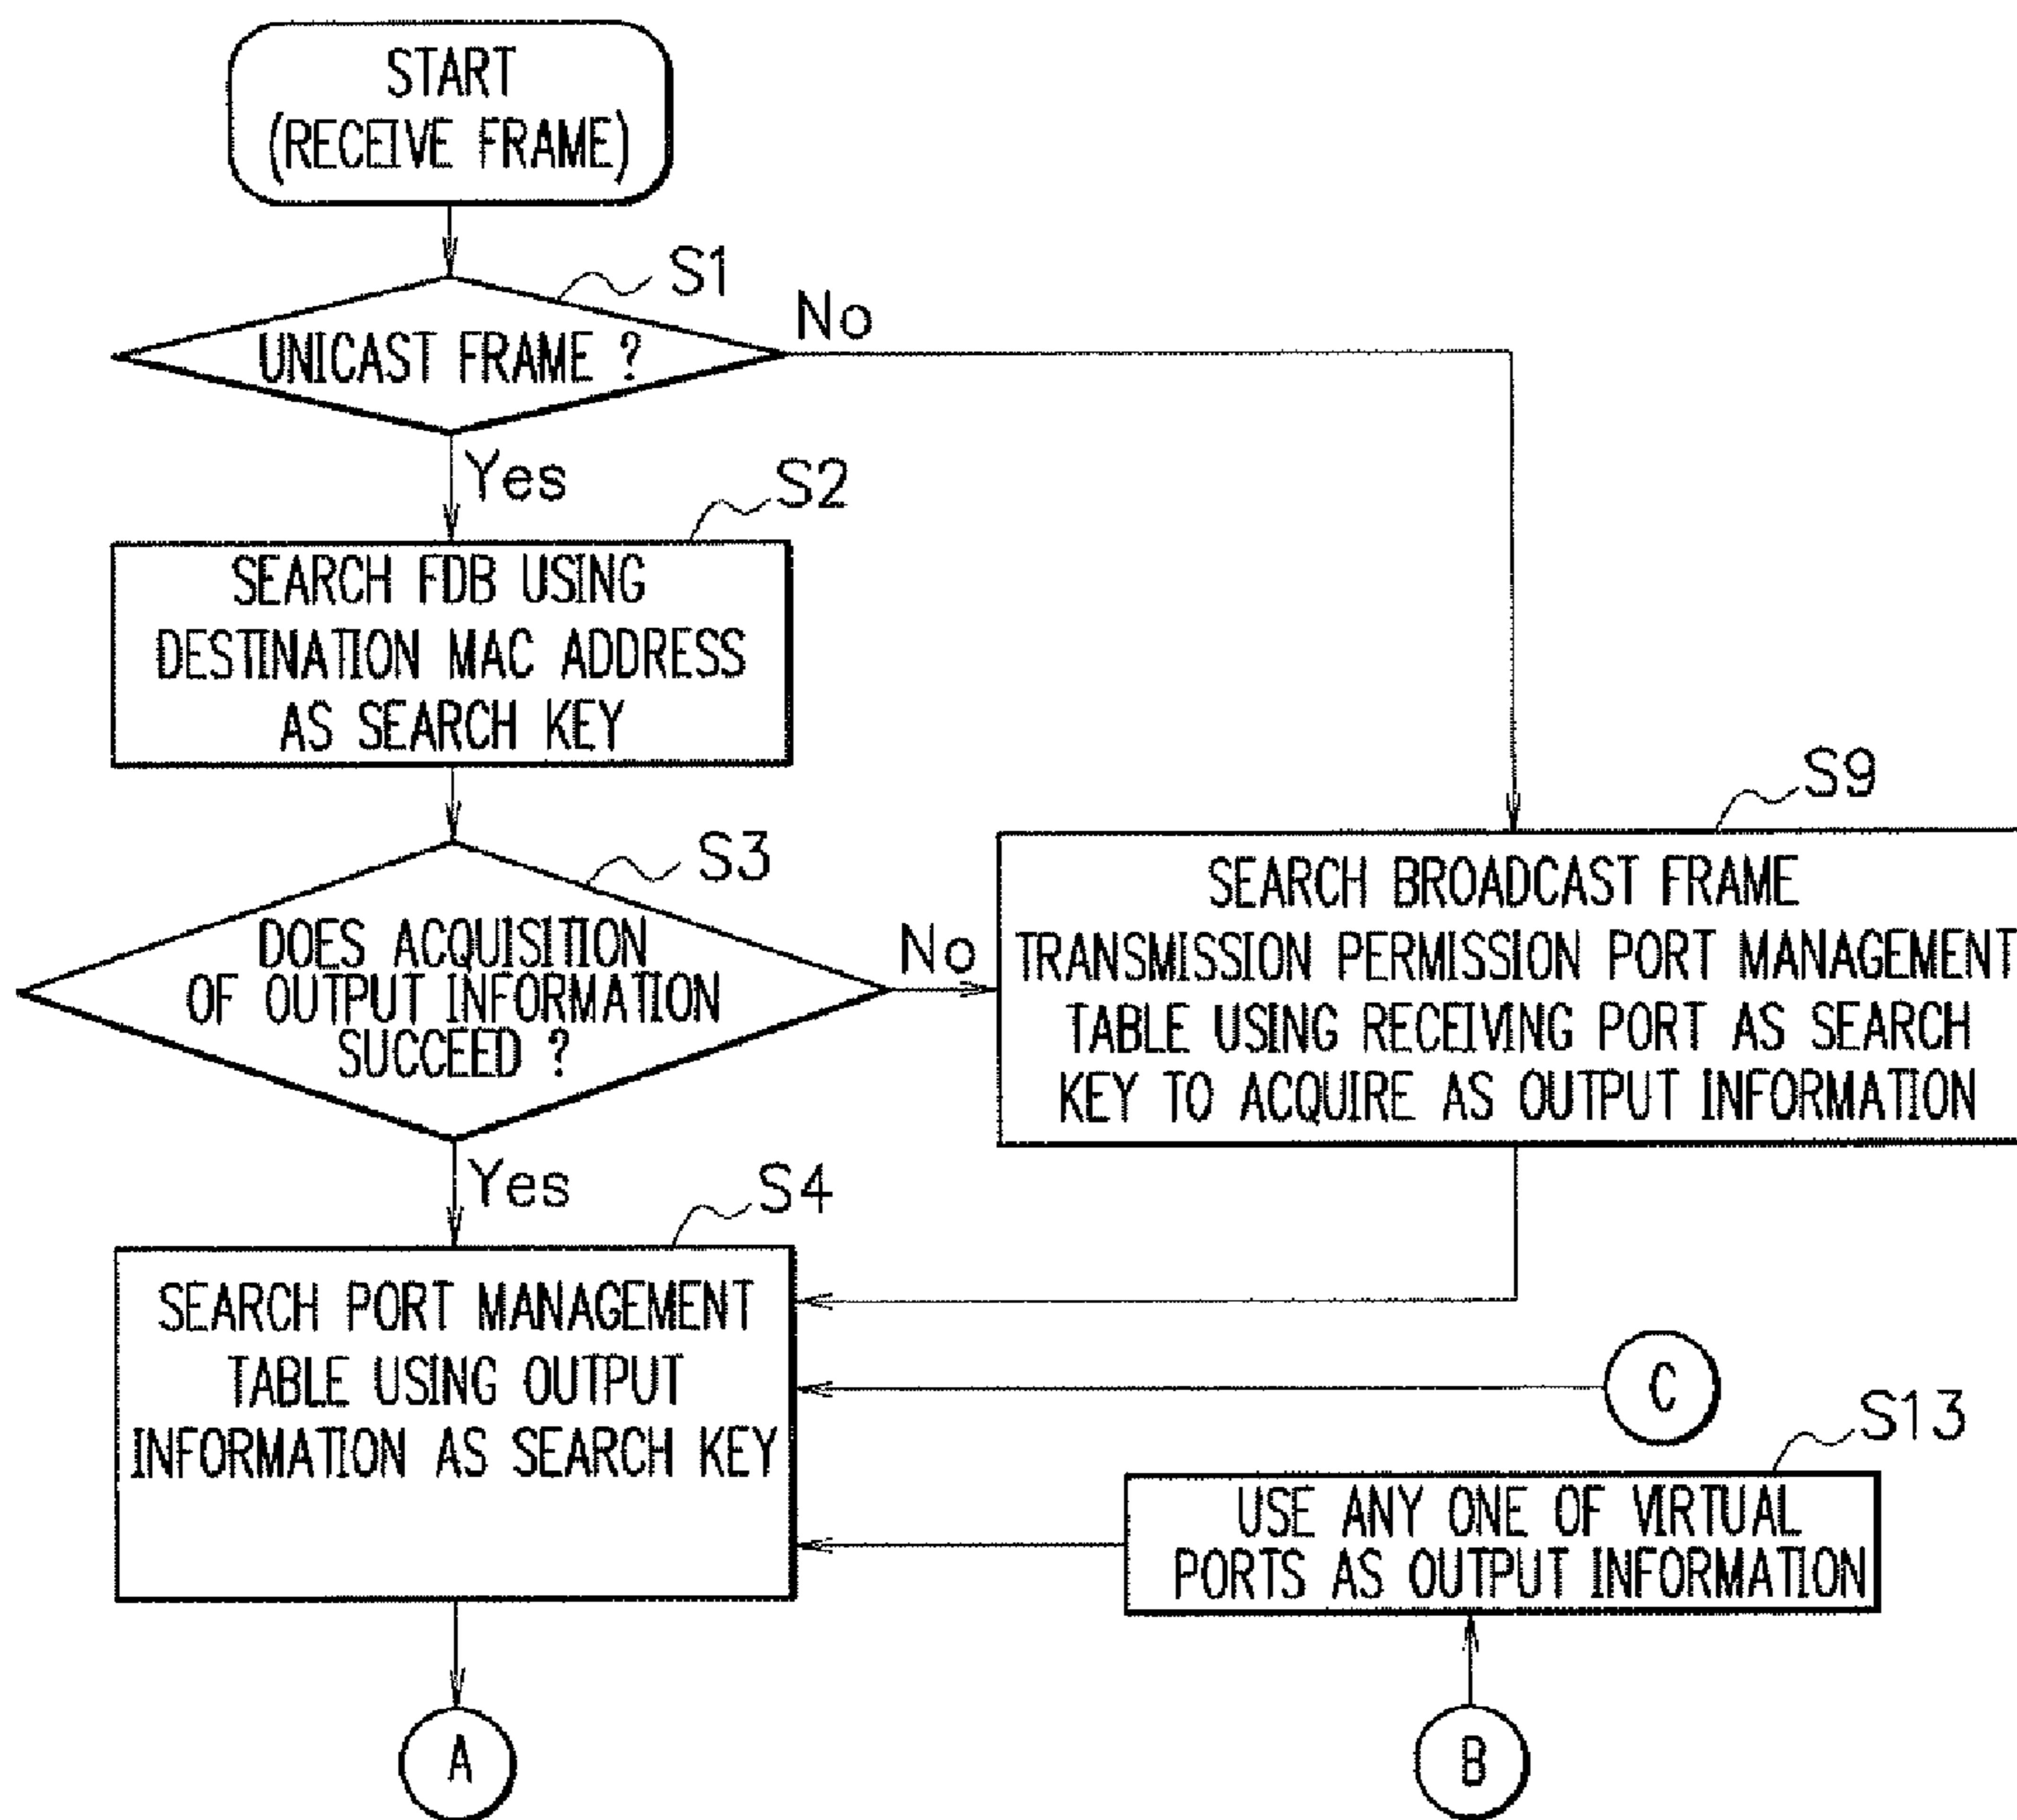 START
(RECEIVE FRAME)
S1
UNICAST FRAME ?
No
Yes
S2
SEARCH FDB USING
DESTINATION MAC ADDRESS
AS SEARCH KEY
S3
DOES ACQUISITION
OF OUTPUT INFORMATION
SUCCEED ?
No
Yes
S9
SEARCH BROADCAST FRAME
TRANSMISSION PERMISSION PORT MANAGEMENT
TABLE USING RECEIVING PORT AS SEARCH
KEY TO ACQUIRE AS OUTPUT INFORMATION
S4
SEARCH PORT MANAGEMENT
TABLE USING OUTPUT
INFORMATION AS SEARCH KEY
C
S13
USE ANY ONE OF VIRTUAL
PORTS AS OUTPUT INFORMATION
A
B